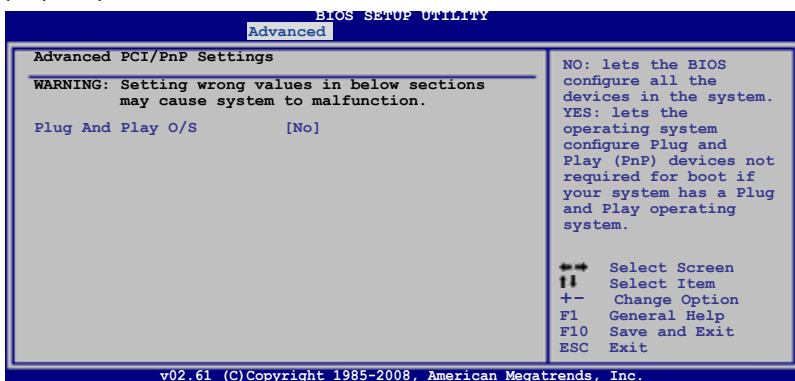 BIOS SETUP UTILITY
Advanced
Advanced PCI/PnP Settings
WARNING: Setting wrong values in below sections
may cause system to malfunction.
Plug And Play O/S [No]
NO: lets the BIOS
configure all the
devices in the system.
YES: lets the
operating system
configure Plug and
Play (PnP) devices not
required for boot if
your system has a Plug
and Play operating
system.
←→ Select Screen
↑↓ Select Item
+- Change Option
F1 General Help
F10 Save and Exit
ESC Exit
v02.61 (C)Copyright 1985-2008, American Megatrends, Inc.